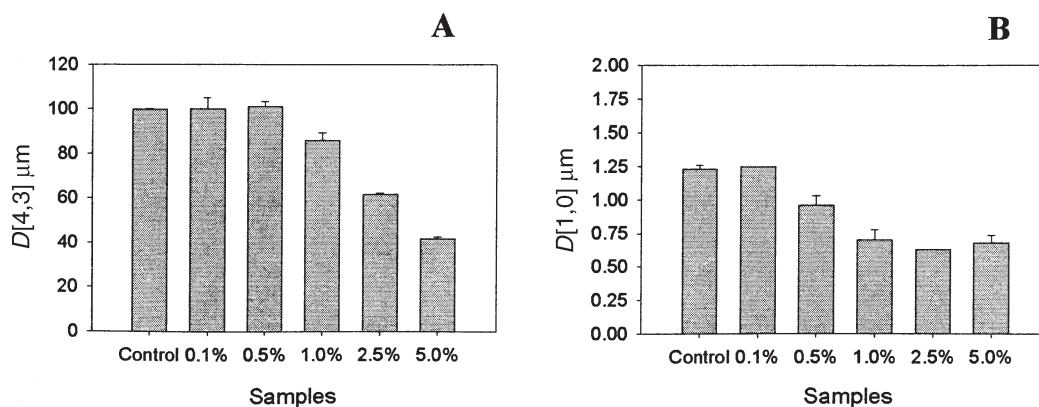 A
D[4,3] μm
120
100
80
60
40
20
0
Control 0.1% 0.5% 1.0% 2.5% 5.0%
Samples
B
D[1,0] μm
2.00
1.75
1.50
1.25
1.00
0.75
0.50
0.25
0.00
Control 0.1% 0.5% 1.0% 2.5% 5.0%
Samples